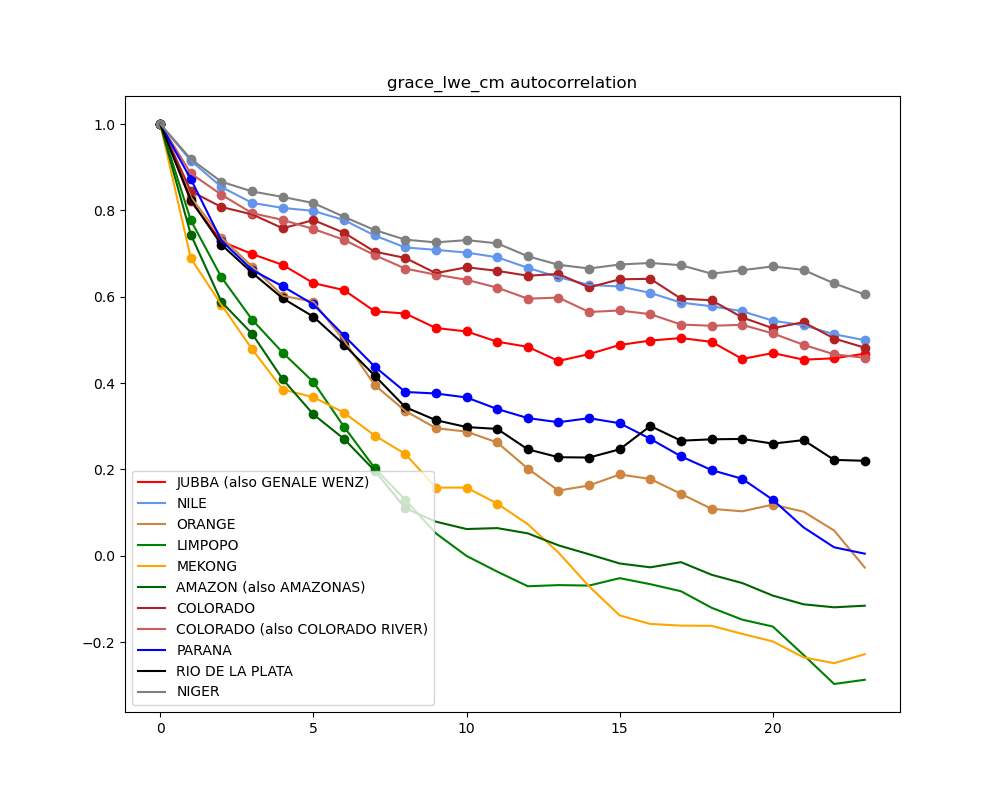 grace_lwe_cm autocorrelation
1.0
0.8
0.6
0.4
0.2
0.0
−0.2
JUBBA (also GENALE WENZ)
NILE
ORANGE
LIMPOPO
MEKONG
AMAZON (also AMAZONAS)
COLORADO
COLORADO (also COLORADO RIVER)
PARANA
RIO DE LA PLATA
NIGER
0 5 10 15 20